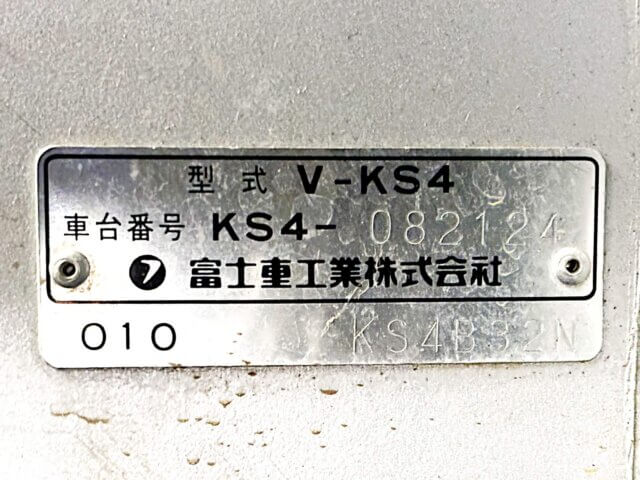 型式 V-KS4
車台番号 KS4-082124
富士重工業株式会社
010 KS4B32N